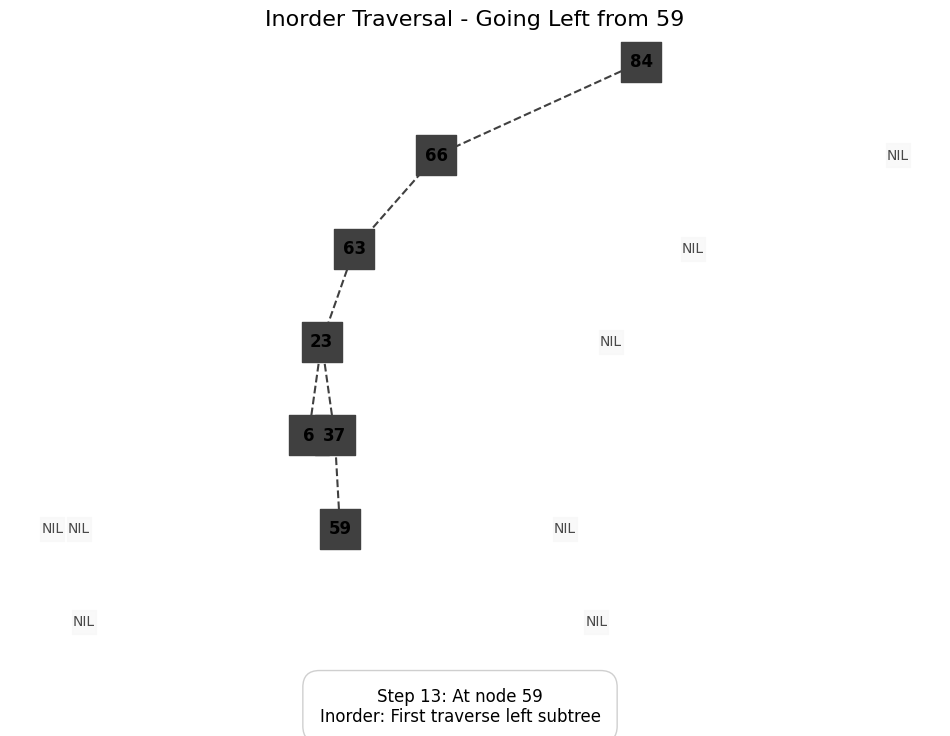 Inorder Traversal - Going Left from 59
84
66
NIL
63
NIL
23
NIL
6
37
NIL NIL
59
NIL
NIL
NIL
Step 13: At node 59
Inorder: First traverse left subtree